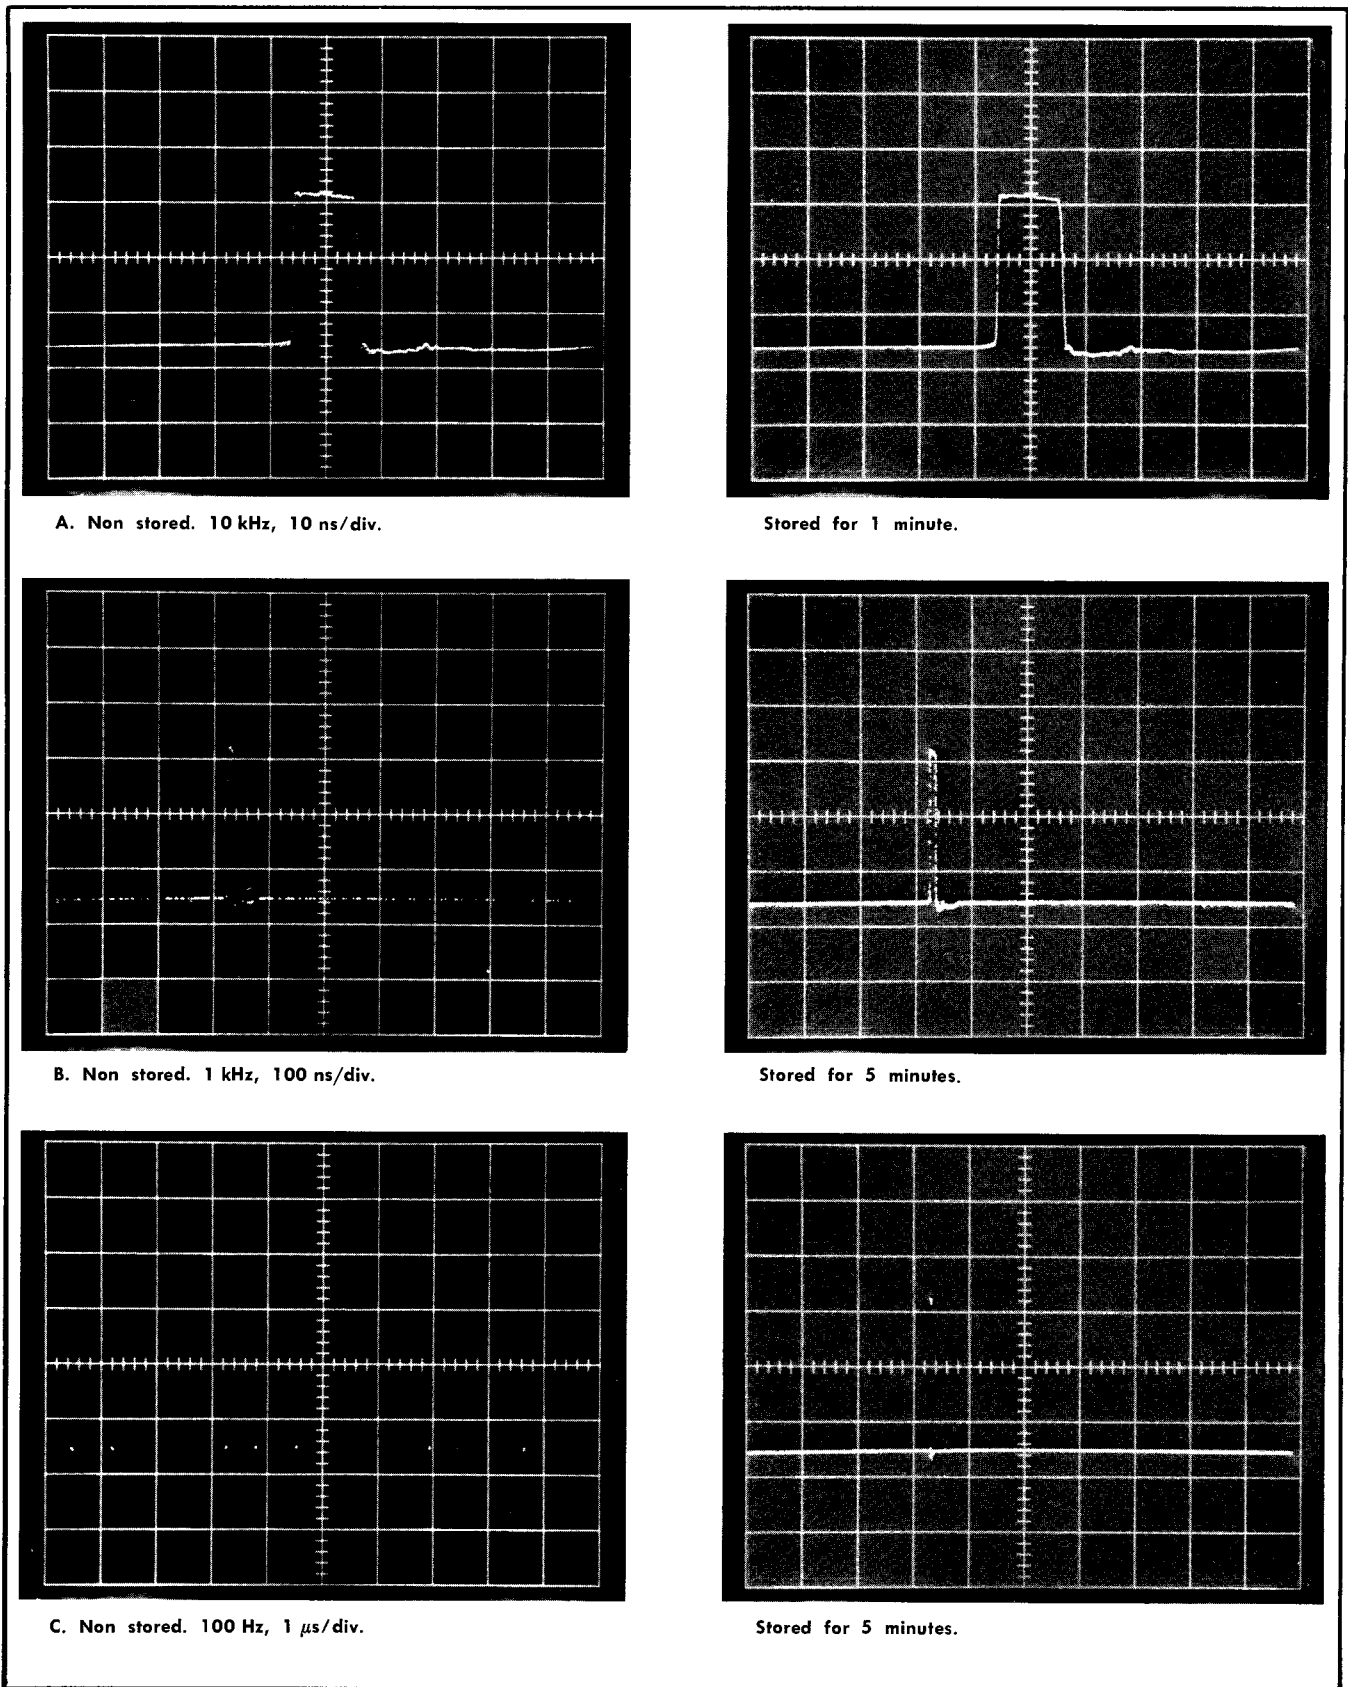 A. Non stored. 10 kHz, 10 ns/div.
Stored for 1 minute.
B. Non stored. 1 kHz, 100 ns/div.
Stored for 5 minutes.
C. Non stored. 100 Hz, 1 μs/div.
Stored for 5 minutes.